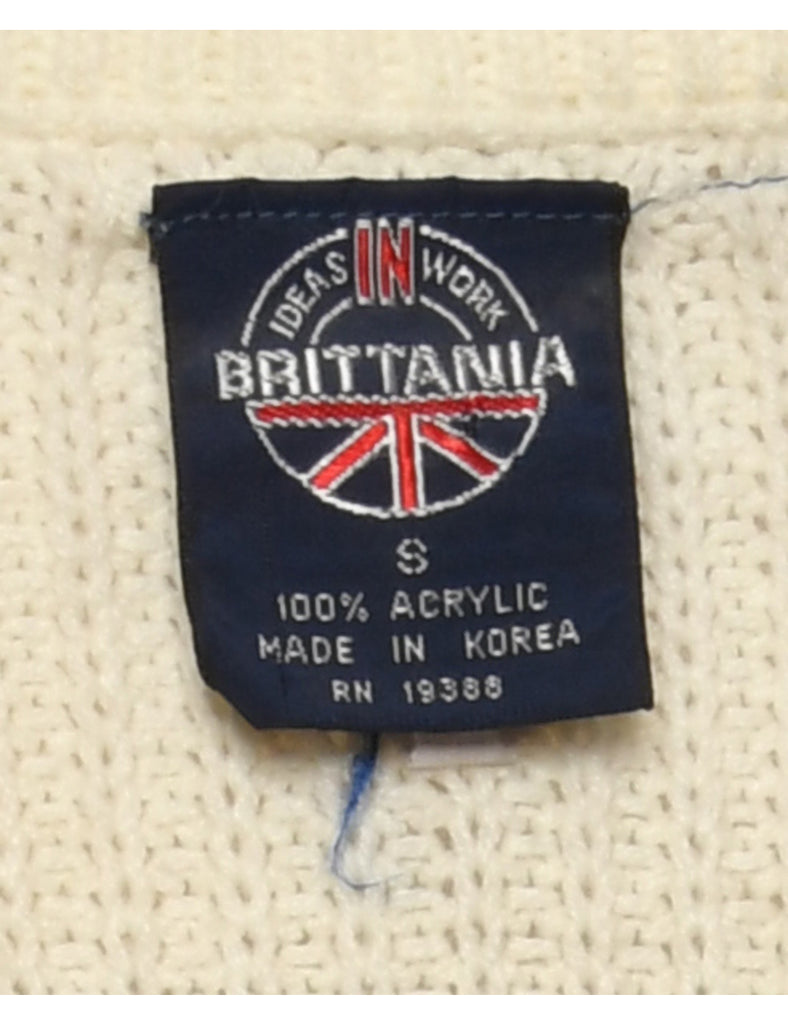 IDEAS IN WORK
BRITTANIA
S
100% ACRYLIC
MADE IN KOREA
RN 19388